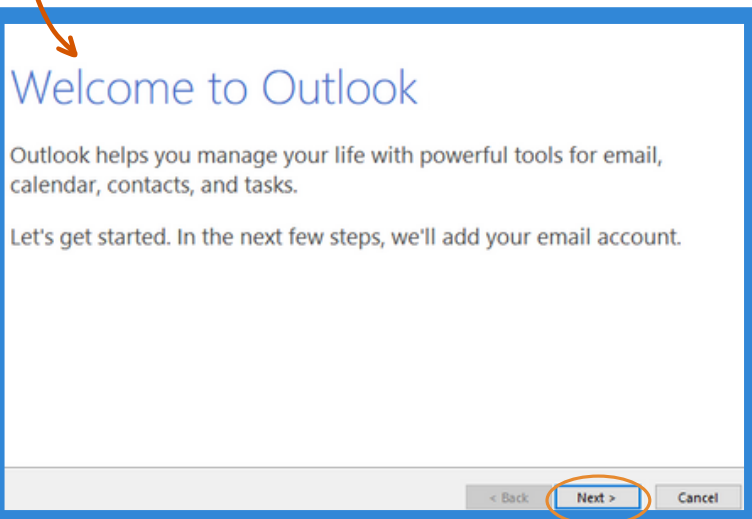 Welcome to Outlook
Outlook helps you manage your life with powerful tools for email,
calendar, contacts, and tasks.
Let's get started. In the next few steps, we'll add your email account.
< Back Next > Cancel